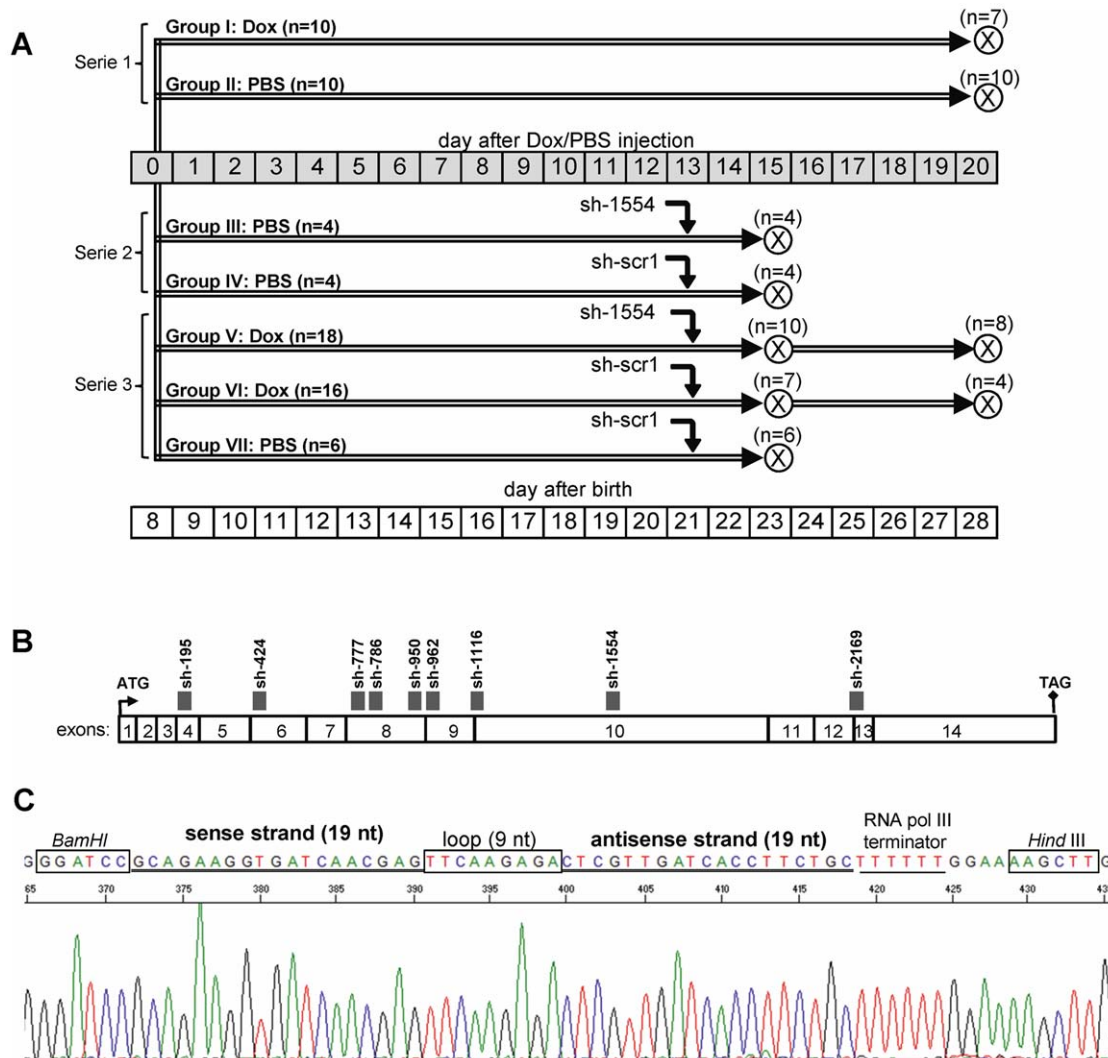 A
Serie 1
Group I: Dox (n=10)
(n=7)
X
Group II: PBS (n=10)
(n=10)
X
day after Dox/PBS injection
0 1 2 3 4 5 6 7 8 9 10 11 12 13 14 15 16 17 18 19 20
Serie 2
sh-1554
Group III: PBS (n=4)
(n=4)
X
sh-scr1
Group IV: PBS (n=4)
(n=4)
X
Serie 3
sh-1554
Group V: Dox (n=18)
(n=10)
X
(n=8)
X
sh-scr1
Group VI: Dox (n=16)
(n=7)
X
(n=4)
X
sh-scr1
Group VII: PBS (n=6)
(n=6)
X
day after birth
8 9 10 11 12 13 14 15 16 17 18 19 20 21 22 23 24 25 26 27 28
B
ATG sh-195 sh-424 sh-777 sh-786 sh-950 sh-962 sh-1116 sh-1554 sh-2169 TAG
exons: 1 2 3 4 5 6 7 8 9 10 11 12 13 14
C
BamHI sense strand (19 nt) loop (9 nt) antisense strand (19 nt) RNA pol III terminator Hind III
GGGATCCGCAGAAGGTGATCAACGAGTTCAAGAGACTCGTTGATCACCTTCTGCTTTTTTGGAAAAGCTTG
65 370 375 380 385 390 395 400 405 410 415 420 425 430 43